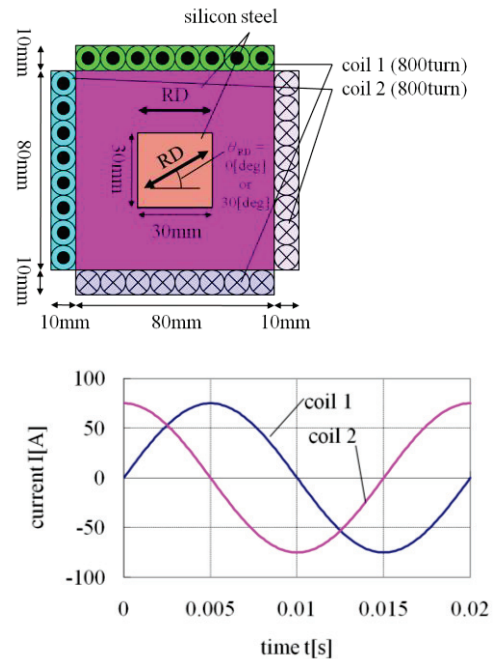 silicon steel
10mm
coil 1 (800turn)
coil 2 (800turn)
RD
80mm
30mm
RD
θRD =
0[deg]
or
30[deg]
30mm
10mm
10mm
80mm
10mm
100
50
0
-50
-100
current I[A]
coil 1
coil 2
0
0.005
0.01
0.015
0.02
time t[s]